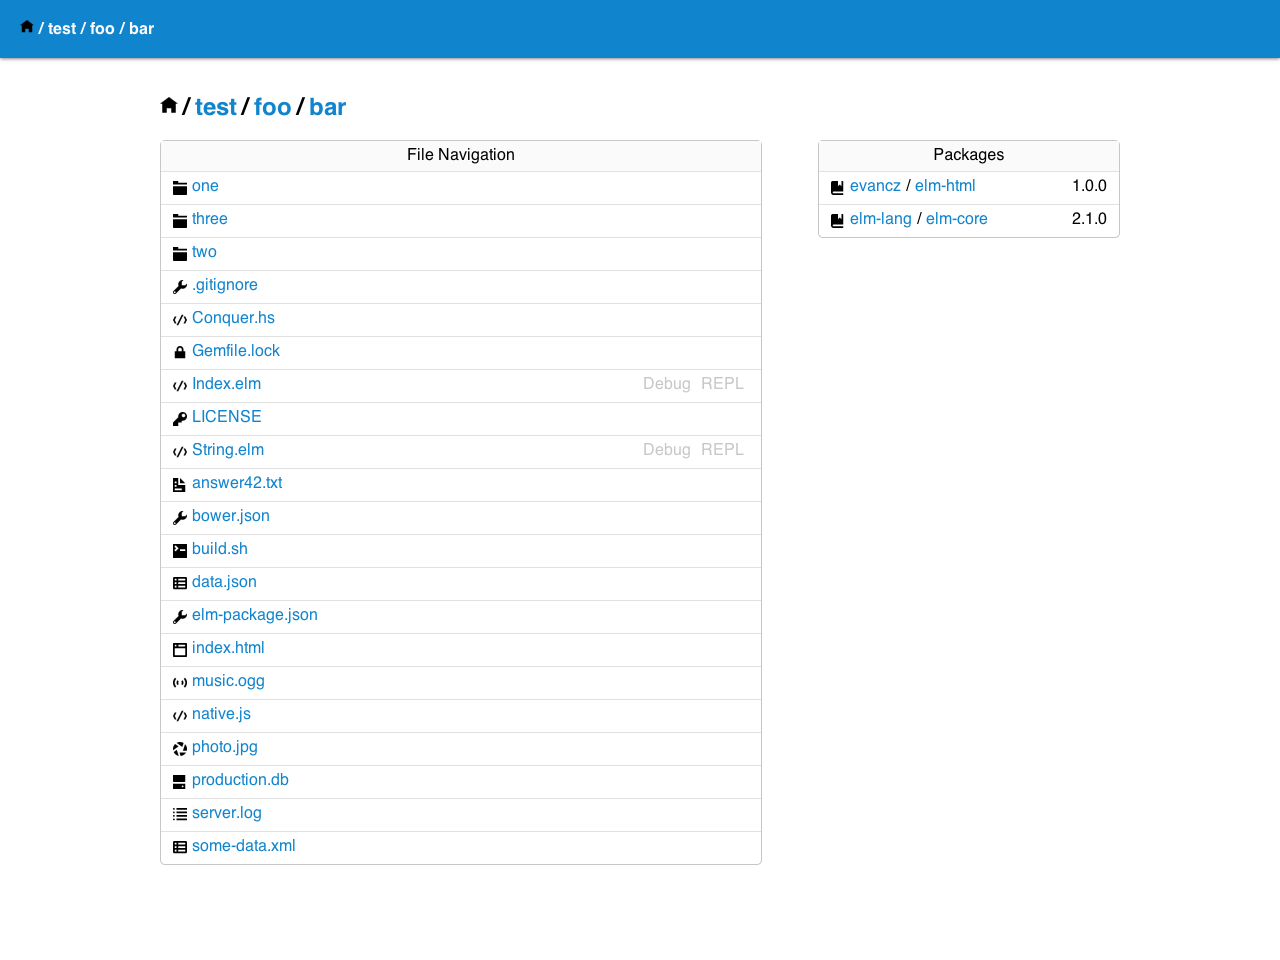 / test / foo / bar
/ test / foo / bar
File Navigation
one
three
two
.gitignore
Conquer.hs
Gemfile.lock
Index.elm Debug REPL
LICENSE
String.elm Debug REPL
answer42.txt
bower.json
build.sh
data.json
elm-package.json
index.html
music.ogg
native.js
photo.jpg
production.db
server.log
some-data.xml
Packages
evancz / elm-html 1.0.0
elm-lang / elm-core 2.1.0